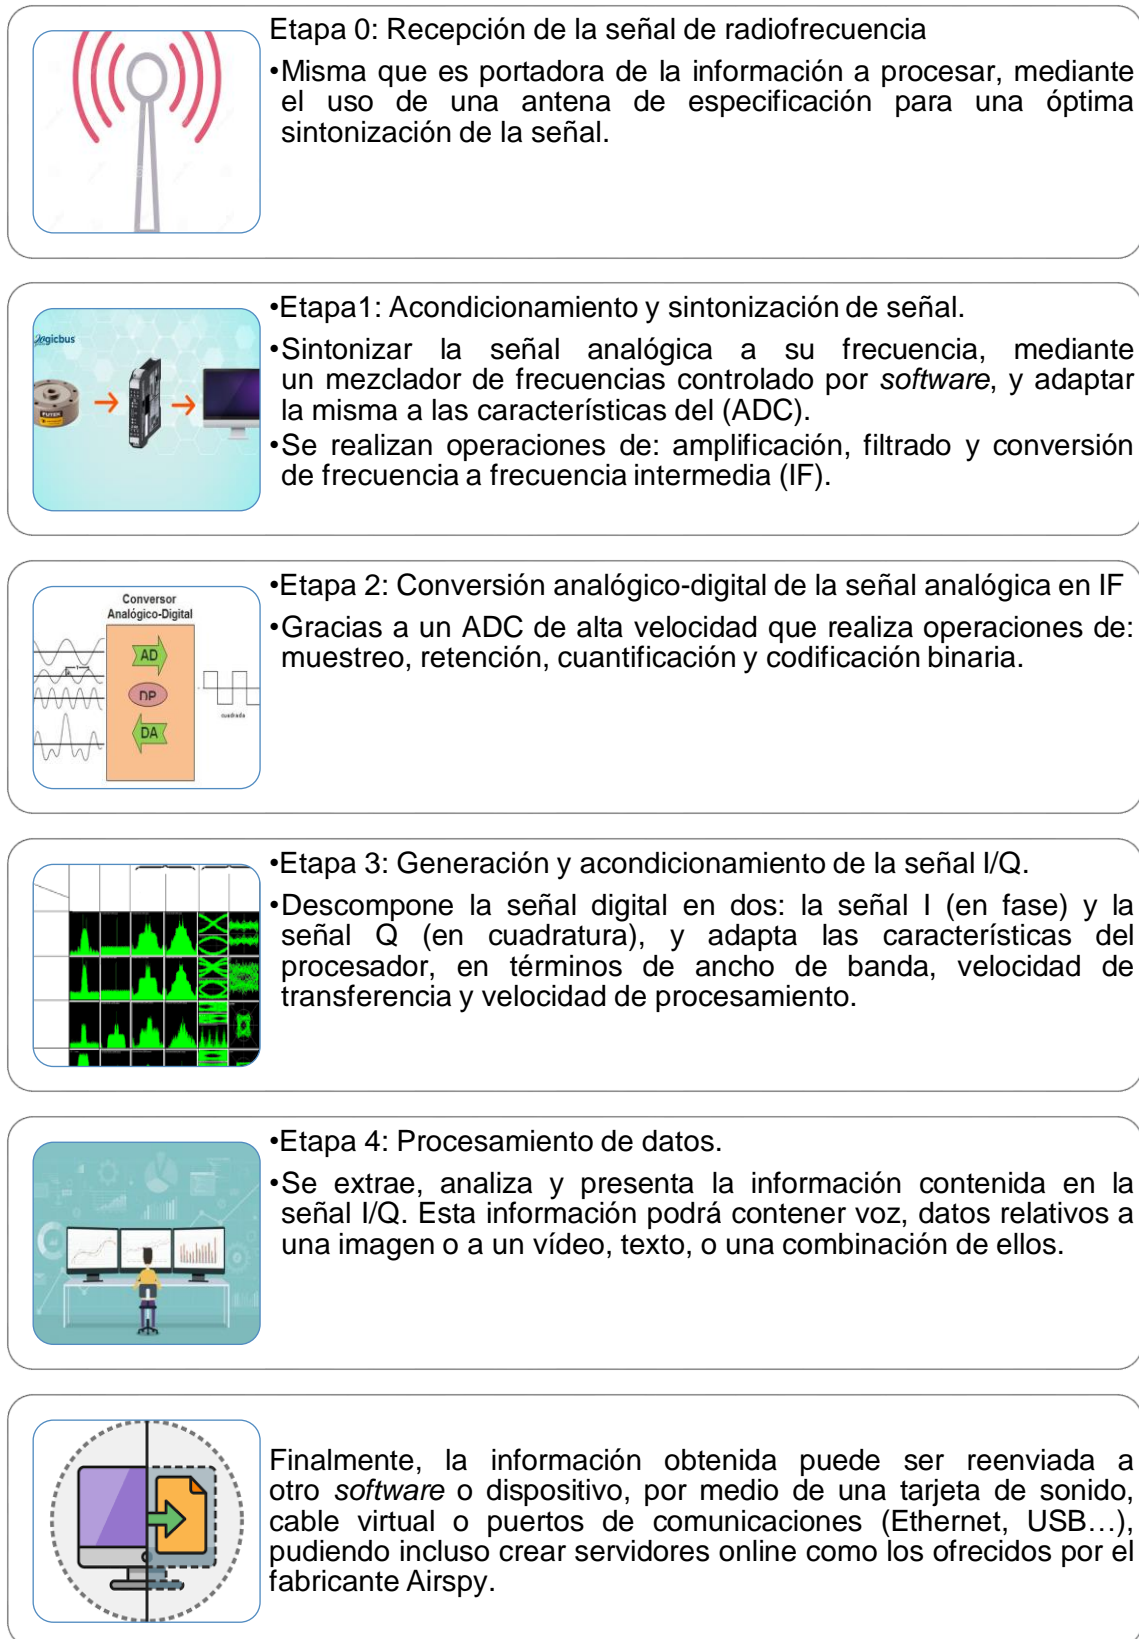 Etapa 0: Recepción de la señal de radiofrecuencia
•Misma que es portadora de la información a procesar, mediante
el uso de una antena de especificación para una óptima
sintonización de la señal.
logicbus
FUTEK
•Etapa1: Acondicionamiento y sintonización de señal.
•Sintonizar la señal analógica a su frecuencia, mediante
un mezclador de frecuencias controlado por software, y adaptar
la misma a las características del (ADC).
•Se realizan operaciones de: amplificación, filtrado y conversión
de frecuencia a frecuencia intermedia (IF).
Conversor
Analógico-Digital
AD
DP
DA
cuadrada
•Etapa 2: Conversión analógico-digital de la señal analógica en IF
•Gracias a un ADC de alta velocidad que realiza operaciones de:
muestreo, retención, cuantificación y codificación binaria.
•Etapa 3: Generación y acondicionamiento de la señal I/Q.
•Descompone la señal digital en dos: la señal I (en fase) y la
señal Q (en cuadratura), y adapta las características del
procesador, en términos de ancho de banda, velocidad de
transferencia y velocidad de procesamiento.
•Etapa 4: Procesamiento de datos.
•Se extrae, analiza y presenta la información contenida en la
señal I/Q. Esta información podrá contener voz, datos relativos a
una imagen o a un vídeo, texto, o una combinación de ellos.
Finalmente, la información obtenida puede ser reenviada a
otro software o dispositivo, por medio de una tarjeta de sonido,
cable virtual o puertos de comunicaciones (Ethernet, USB…),
pudiendo incluso crear servidores online como los ofrecidos por el
fabricante Airspy.